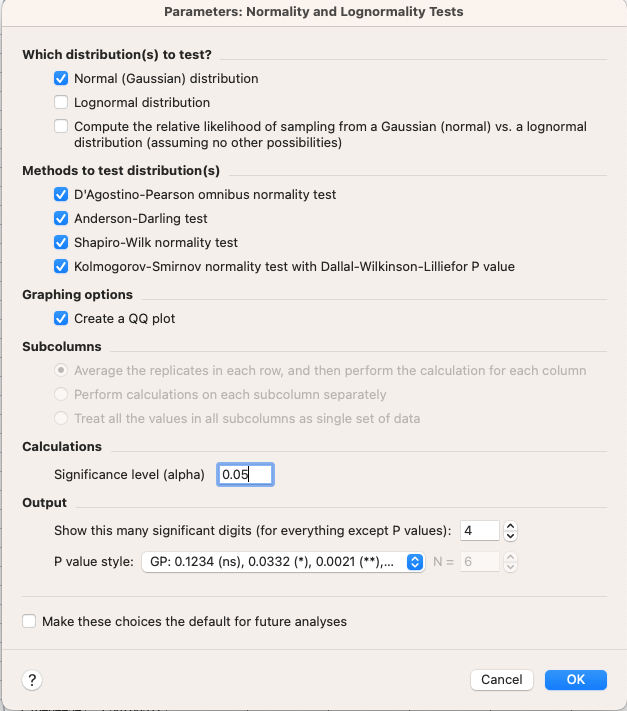 Parameters: Normality and Lognormality Tests
Which distribution(s) to test?
Normal (Gaussian) distribution
Lognormal distribution
Compute the relative likelihood of sampling from a Gaussian (normal) vs. a lognormal
distribution (assuming no other possibilities)
Methods to test distribution(s)
D'Agostino-Pearson omnibus normality test
Anderson-Darling test
Shapiro-Wilk normality test
Kolmogorov-Smirnov normality test with Dallal-Wilkinson-Lilliefor P value
Graphing options
Create a QQ plot
Subcolumns
Average the replicates in each row, and then perform the calculation for each column
Perform calculations on each subcolumn separately
Treat all the values in all subcolumns as single set of data
Calculations
Significance level (alpha) 0.05
Output
Show this many significant digits (for everything except P values): 4
P value style: GP: 0.1234 (ns), 0.0332 (*), 0.0021 (**),... N = 6
Make these choices the default for future analyses
? Cancel OK